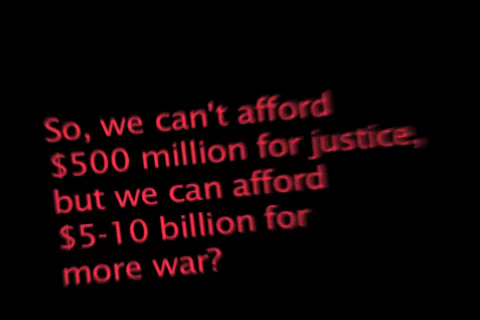 So, we can't afford
$500 million for justice,
but we can afford
$5-10 billion for
more war?